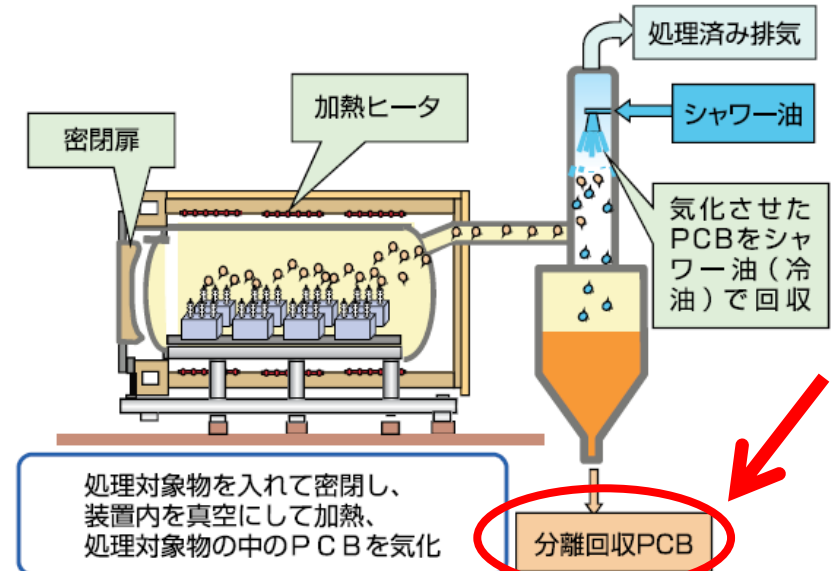 処理済み排気
加熱ヒータ
シャワー油
密閉扉
気化させた
PCBをシャ
ワー油（冷
油）で回収
処理対象物を入れて密閉し、
装置内を真空にして加熱、
処理対象物の中のＰＣＢを気化
分離回収PCB